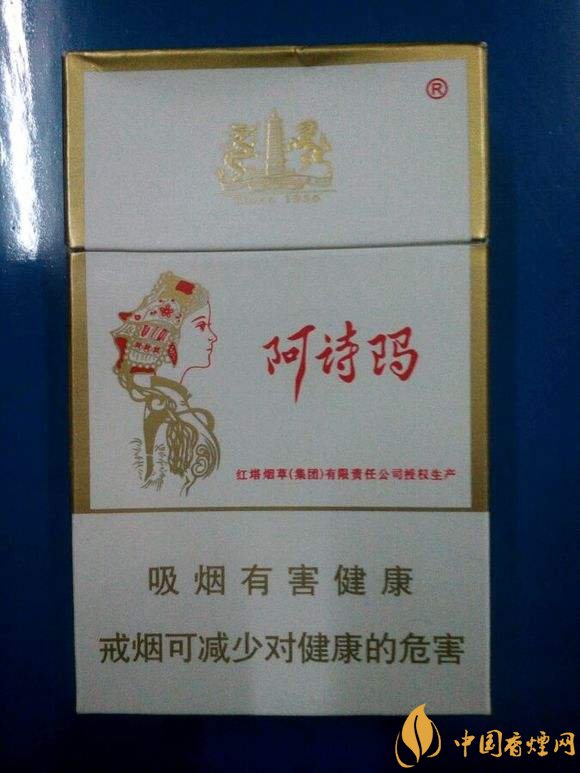 ®
Since 1956
阿诗玛
红塔烟草(集团)有限责任公司授权生产
吸烟有害健康
戒烟可减少对健康的危害
中国香烟网